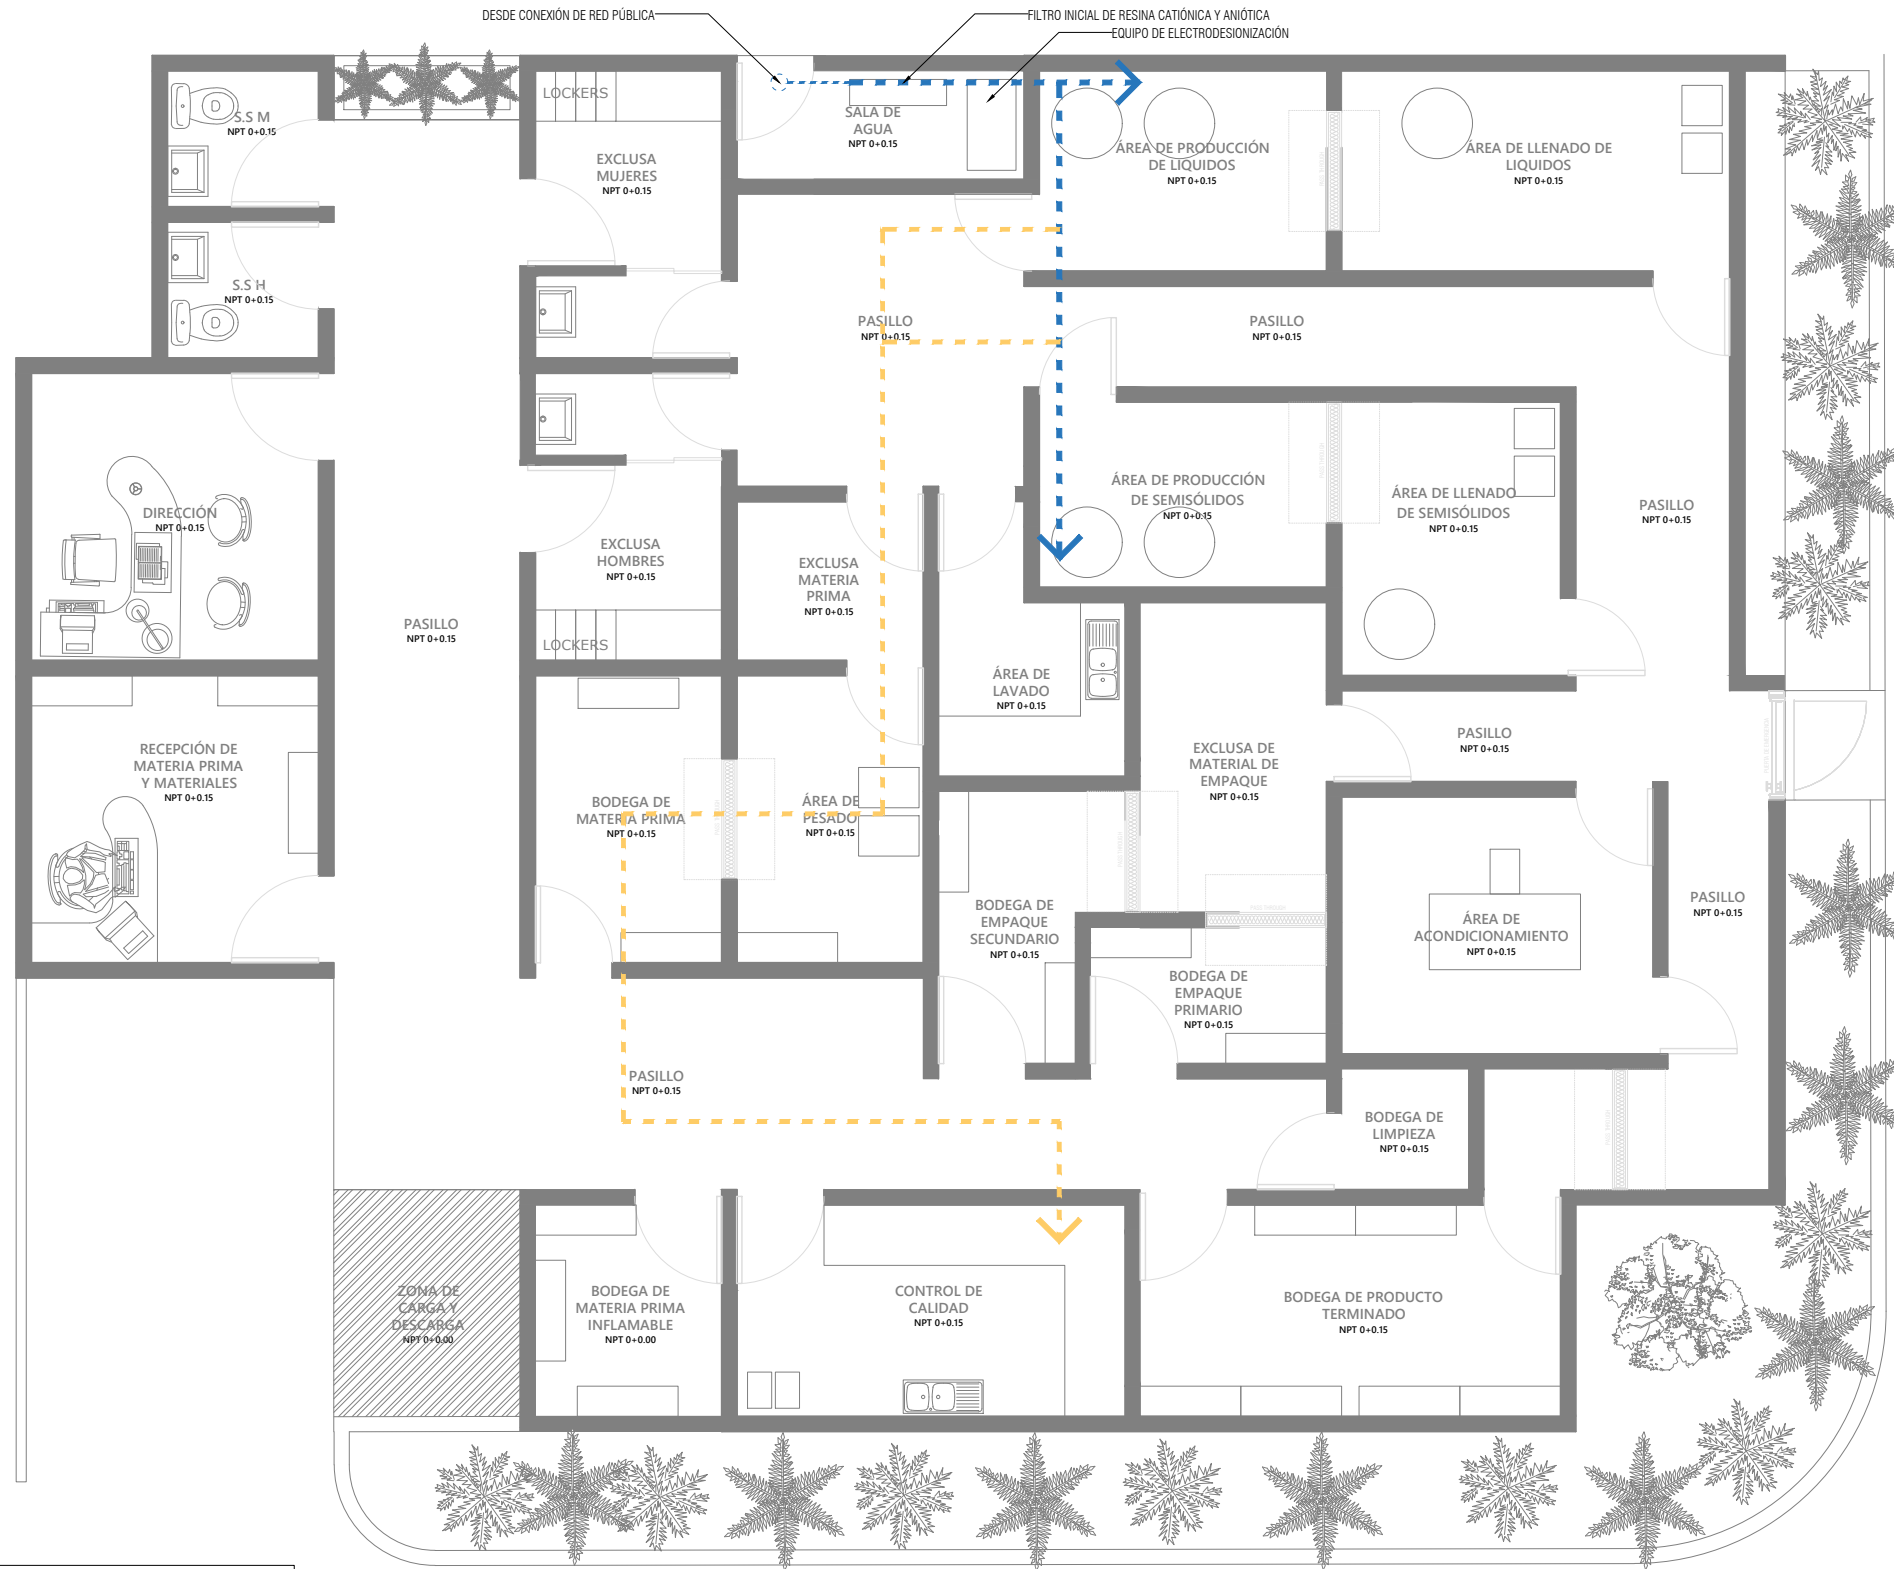 DESDE CONEXIÓN DE RED PÚBLICA
FILTRO INICIAL DE RESINA CATIÓNICA Y ANIÓTICA
EQUIPO DE ELECTRODESIONIZACIÓN
LOCKERS
S.S M
NPT 0+0.15
EXCLUSA
MUJERES
NPT 0+0.15
SALA DE
AGUA
NPT 0+0.15
ÁREA DE PRODUCCIÓN
DE LIQUIDOS
NPT 0+0.15
ÁREA DE LLENADO DE
LIQUIDOS
NPT 0+0.15
S.S H
NPT 0+0.15
PASILLO
NPT 0+0.15
PASILLO
NPT 0+0.15
DIRECCIÓN
NPT 0+0.15
EXCLUSA
HOMBRES
NPT 0+0.15
LOCKERS
EXCLUSA
MATERIA
PRIMA
NPT 0+0.15
ÁREA DE PRODUCCIÓN
DE SEMISÓLIDOS
NPT 0+0.15
ÁREA DE LLENADO
DE SEMISÓLIDOS
NPT 0+0.15
PASILLO
NPT 0+0.15
PASILLO
NPT 0+0.15
ÁREA DE
LAVADO
NPT 0+0.15
RECEPCIÓN DE
MATERIA PRIMA
Y MATERIALES
NPT 0+0.15
BODEGA DE
MATERIA PRIMA
NPT 0+0.15
ÁREA DE
PESADO
NPT 0+0.15
EXCLUSA DE
MATERIAL DE
EMPAQUE
NPT 0+0.15
PASILLO
NPT 0+0.15
BODEGA DE
EMPAQUE
SECUNDARIO
NPT 0+0.15
BODEGA DE
EMPAQUE
PRIMARIO
NPT 0+0.15
ÁREA DE
ACONDICIONAMIENTO
NPT 0+0.15
PASILLO
NPT 0+0.15
PASILLO
NPT 0+0.15
BODEGA DE
LIMPIEZA
NPT 0+0.15
ZONA DE
CARGA Y
DESCARGA
NPT 0+0.00
BODEGA DE
MATERIA PRIMA
INFLAMABLE
NPT 0+0.00
CONTROL DE
CALIDAD
NPT 0+0.15
BODEGA DE PRODUCTO
TERMINADO
NPT 0+0.15